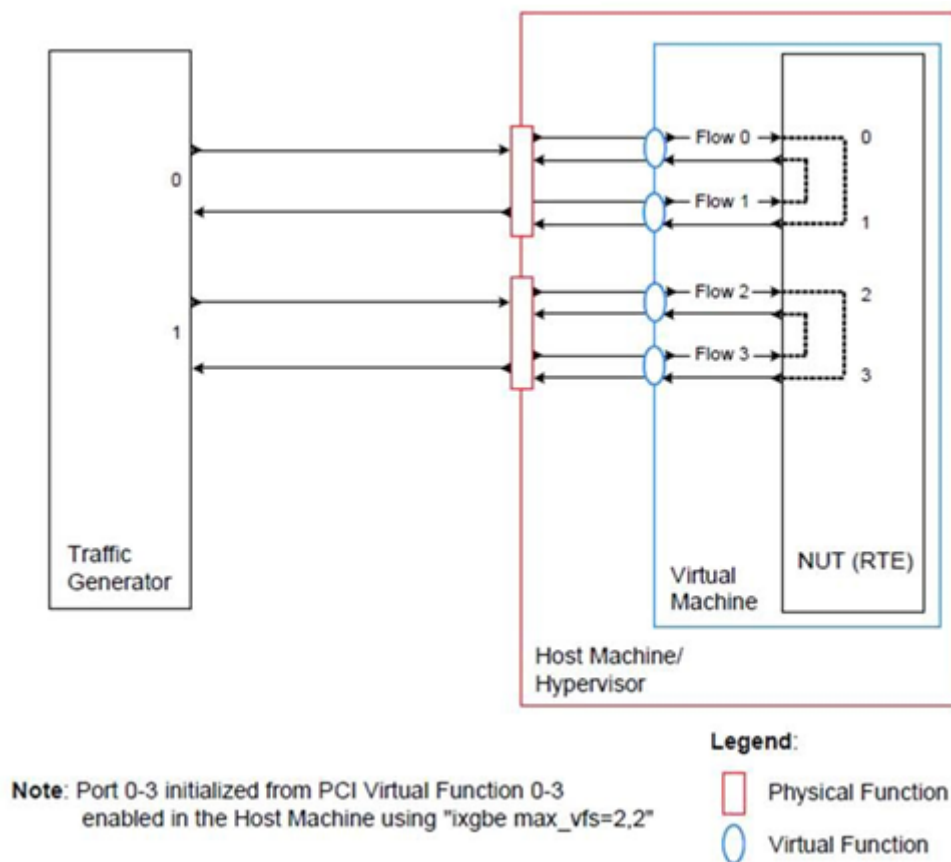 0
1
Traffic
Generator
Flow 0
Flow 1
Flow 2
Flow 3
0
1
2
3
NUT (RTE)
Virtual
Machine
Host Machine/
Hypervisor
Legend:
Physical Function
Virtual Function
Note: Port 0-3 initialized from PCI Virtual Function 0-3
enabled in the Host Machine using "ixgbe max_vfs=2,2"